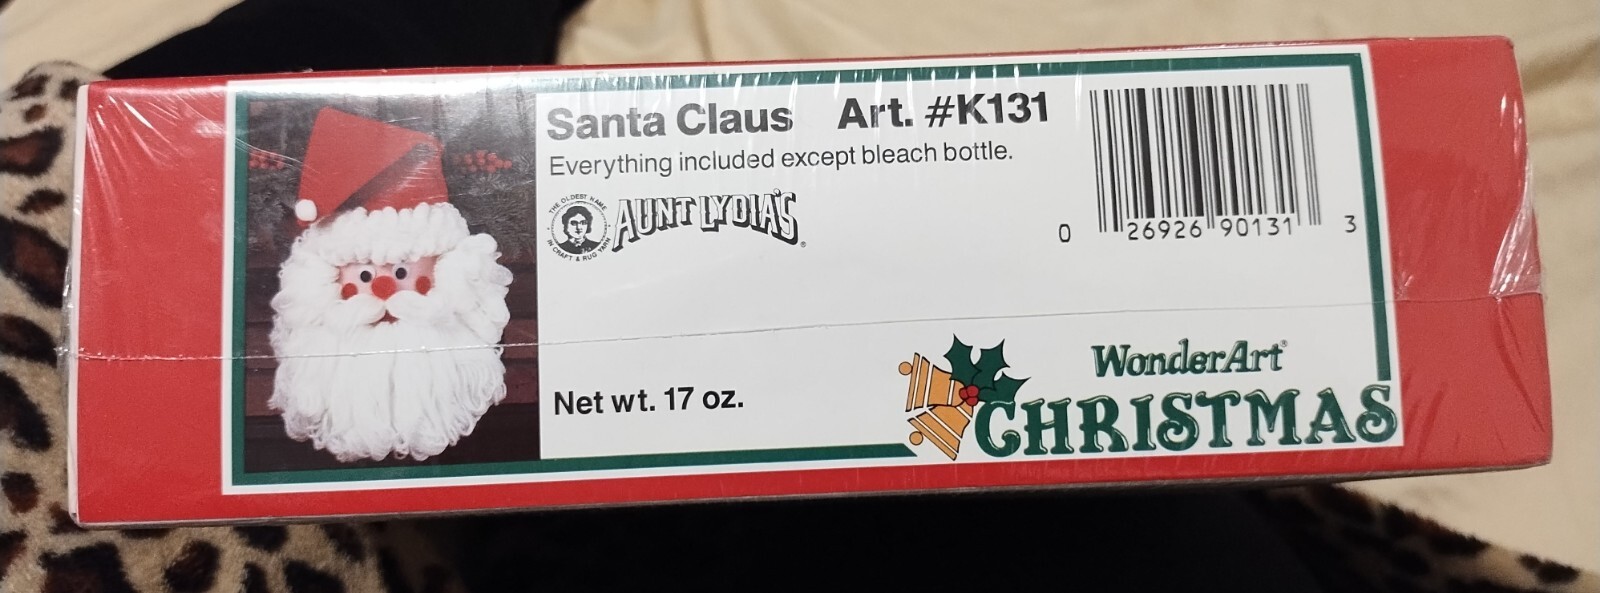 Santa Claus Art. #K131
Everything included except bleach bottle.
THE OLDEST NAME
IN CRAFT & RUG YARN
AUNT LYDIA'S®
0 26926 90131 3
Net wt. 17 oz.
WonderArt®
CHRISTMAS